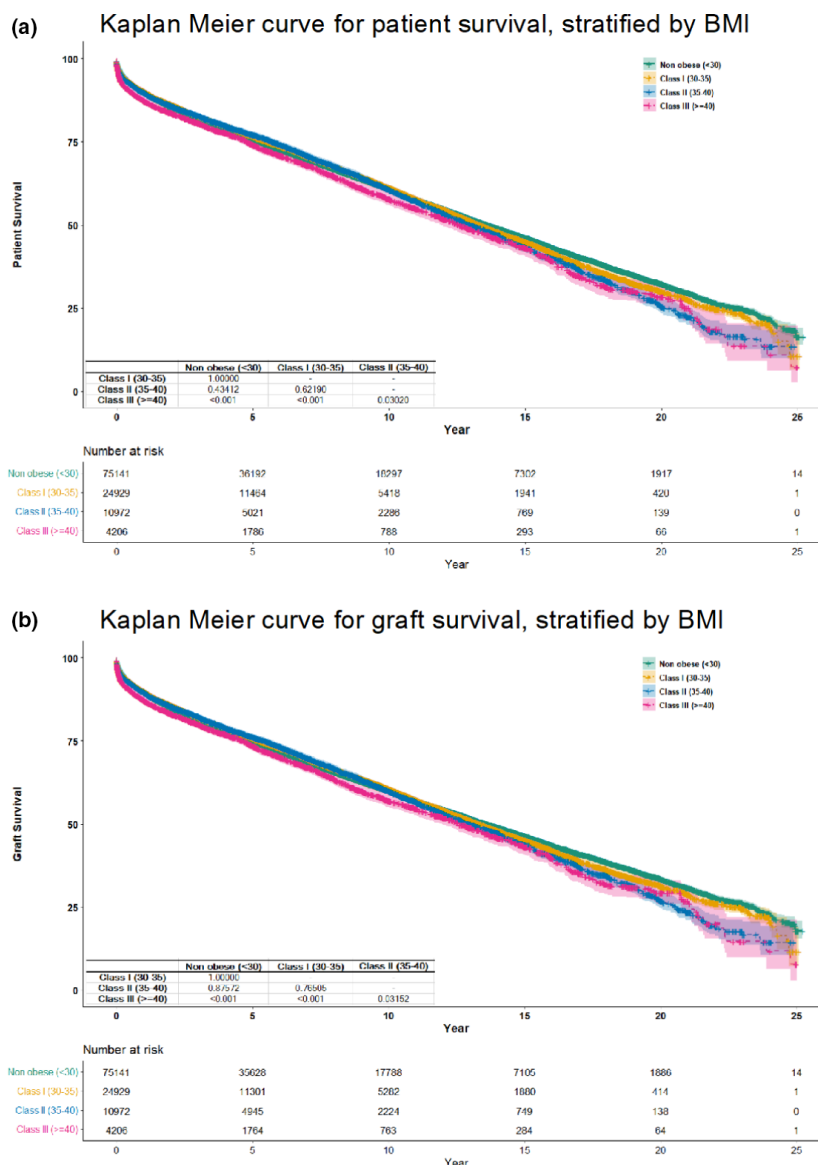 (a) Kaplan Meier curve for patient survival, stratified by BMI
Non obese (<30)
Class I (30-35)
Class II (35-40)
Class III (>=40)
100
75
50
25
0
Patient Survival
Non obese (<30) Class I (30-35) Class II (35-40)
Class I (30-35) 1.00000 - -
Class II (35-40) 0.43412 0.62190 -
Class III (>=40) <0.001 <0.001 0.03020
0 5 10 15 20 25
Year
Number at risk
Non obese (<30) 75141 36192 18297 7302 1917 14
Class I (30-35) 24929 11464 5418 1941 420 1
Class II (35-40) 10972 5021 2286 769 139 0
Class III (>=40) 4206 1786 788 293 66 1
0 5 10 15 20 25
Year
(b) Kaplan Meier curve for graft survival, stratified by BMI
Non obese (<30)
Class I (30-35)
Class II (35-40)
Class III (>=40)
100
75
50
25
0
Graft Survival
Non obese (<30) Class I (30-35) Class II (35-40)
Class I (30-35) 1.00000
Class II (35-40) 0.87572 0.76505 -
Class III (>=40) <0.001 <0.001 0.03152
0 5 10 15 20 25
Year
Number at risk
Non obese (<30) 75141 35628 17788 7105 1886 14
Class I (30-35) 24929 11301 5282 1880 414 1
Class II (35-40) 10972 4945 2224 749 138 0
Class III (>=40) 4206 1764 763 284 64 1
0 5 10 15 20 25
Year